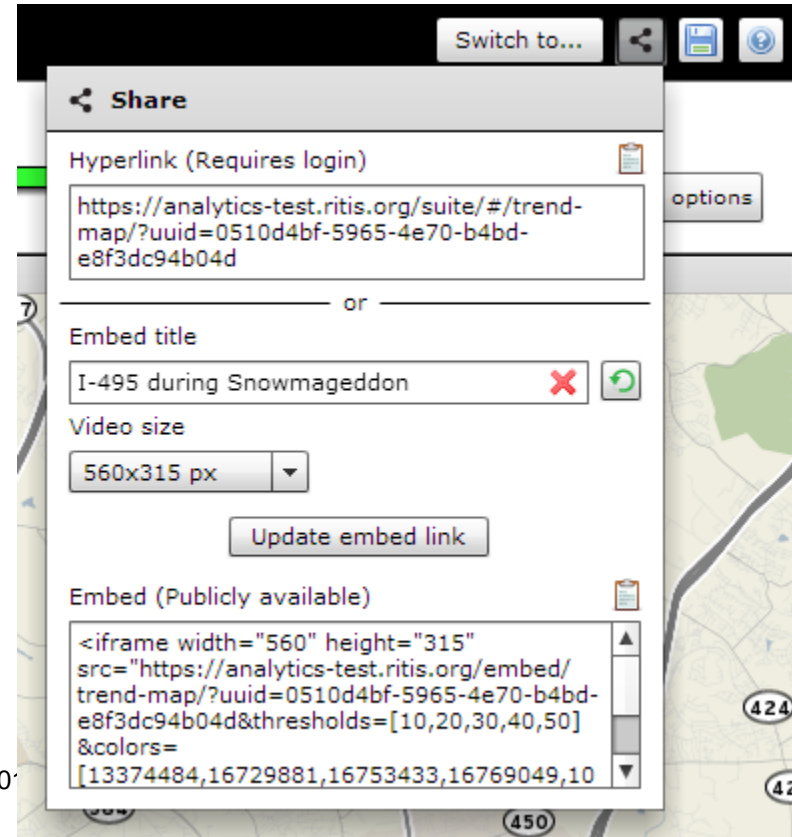 Switch to...
Share
Hyperlink (Requires login)
options
https://analytics-test.ritis.org/suite/#/trend-
map/?uuid=0510d4bf-5965-4e70-b4bd-
e8f3dc94b04d
or
Embed title
I-495 during Snowmageddon
Video size
560x315 px
Update embed link
Embed (Publicly available)
<iframe width="560" height="315"
src="https://analytics-test.ritis.org/embed/
trend-map/?uuid=0510d4bf-5965-4e70-b4bd-
e8f3dc94b04d&thresholds=[10,20,30,40,50]
&colors=
[13374484,16729881,16753433,16769049,10
424
450